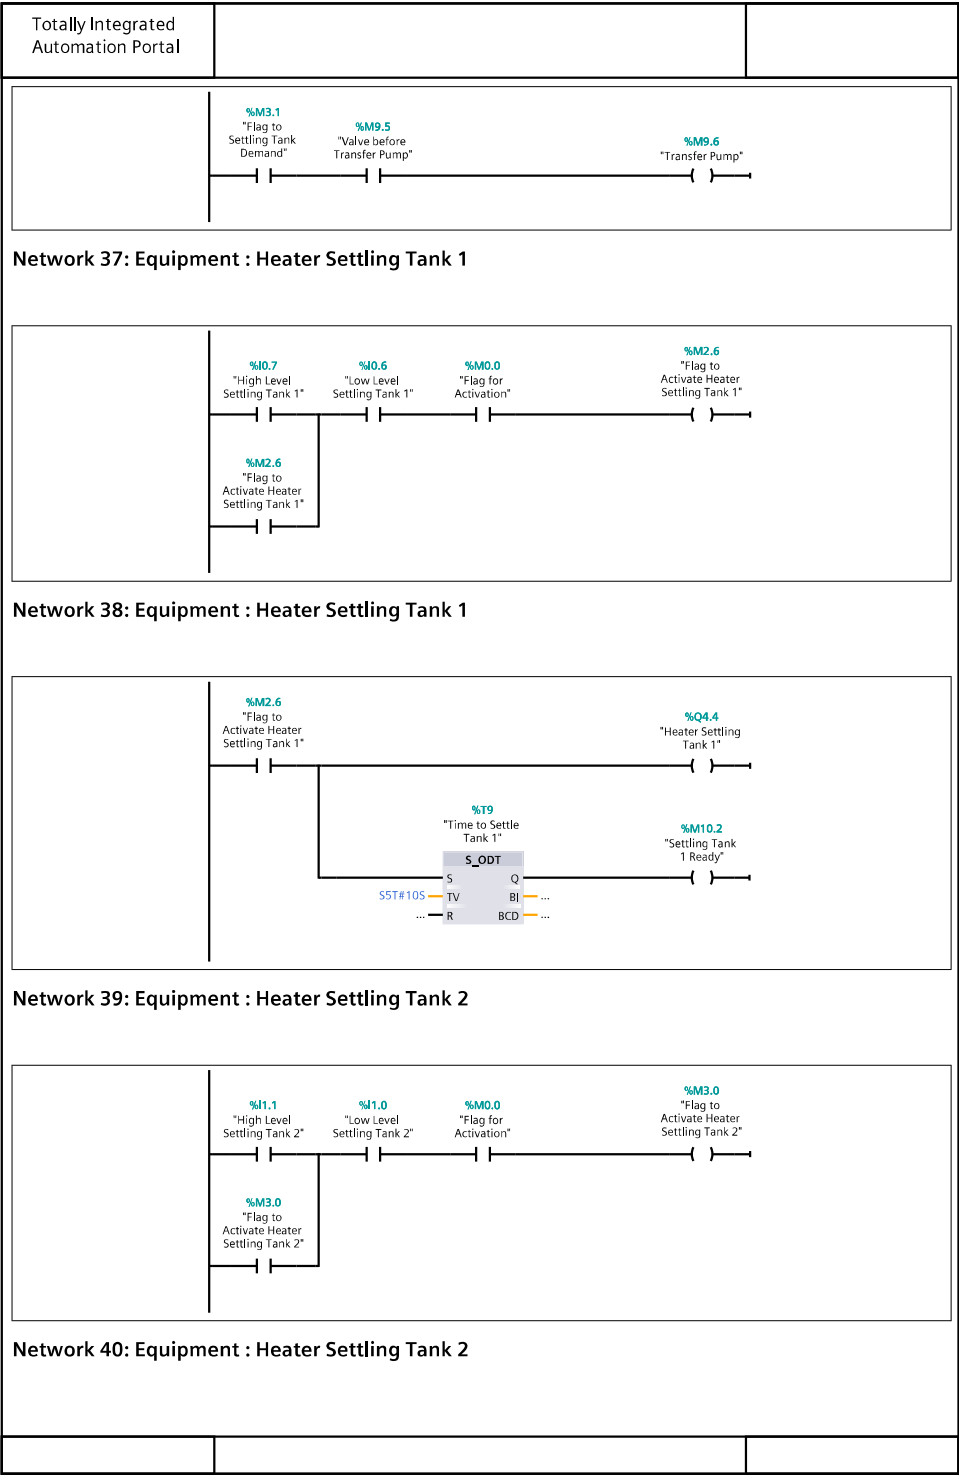 Totally Integrated
Automation Portal
%M3.1
"Flag to
Settling Tank
Demand"
%M9.5
"Valve before
Transfer Pump"
%M9.6
"Transfer Pump"
Network 37: Equipment : Heater Settling Tank 1
%I0.7
"High Level
Settling Tank 1"
%I0.6
"Low Level
Settling Tank 1"
%M0.0
"Flag for
Activation"
%M2.6
"Flag to
Activate Heater
Settling Tank 1"
%M2.6
"Flag to
Activate Heater
Settling Tank 1"
Network 38: Equipment : Heater Settling Tank 1
%M2.6
"Flag to
Activate Heater
Settling Tank 1"
%Q4.4
"Heater Settling
Tank 1"
%T9
"Time to Settle
Tank 1"
S_ODT
S Q
S5T#10S TV BI ...
... R BCD ...
%M10.2
"Settling Tank
1 Ready"
Network 39: Equipment : Heater Settling Tank 2
%I1.1
"High Level
Settling Tank 2"
%I1.0
"Low Level
Settling Tank 2"
%M0.0
"Flag for
Activation"
%M3.0
"Flag to
Activate Heater
Settling Tank 2"
%M3.0
"Flag to
Activate Heater
Settling Tank 2"
Network 40: Equipment : Heater Settling Tank 2